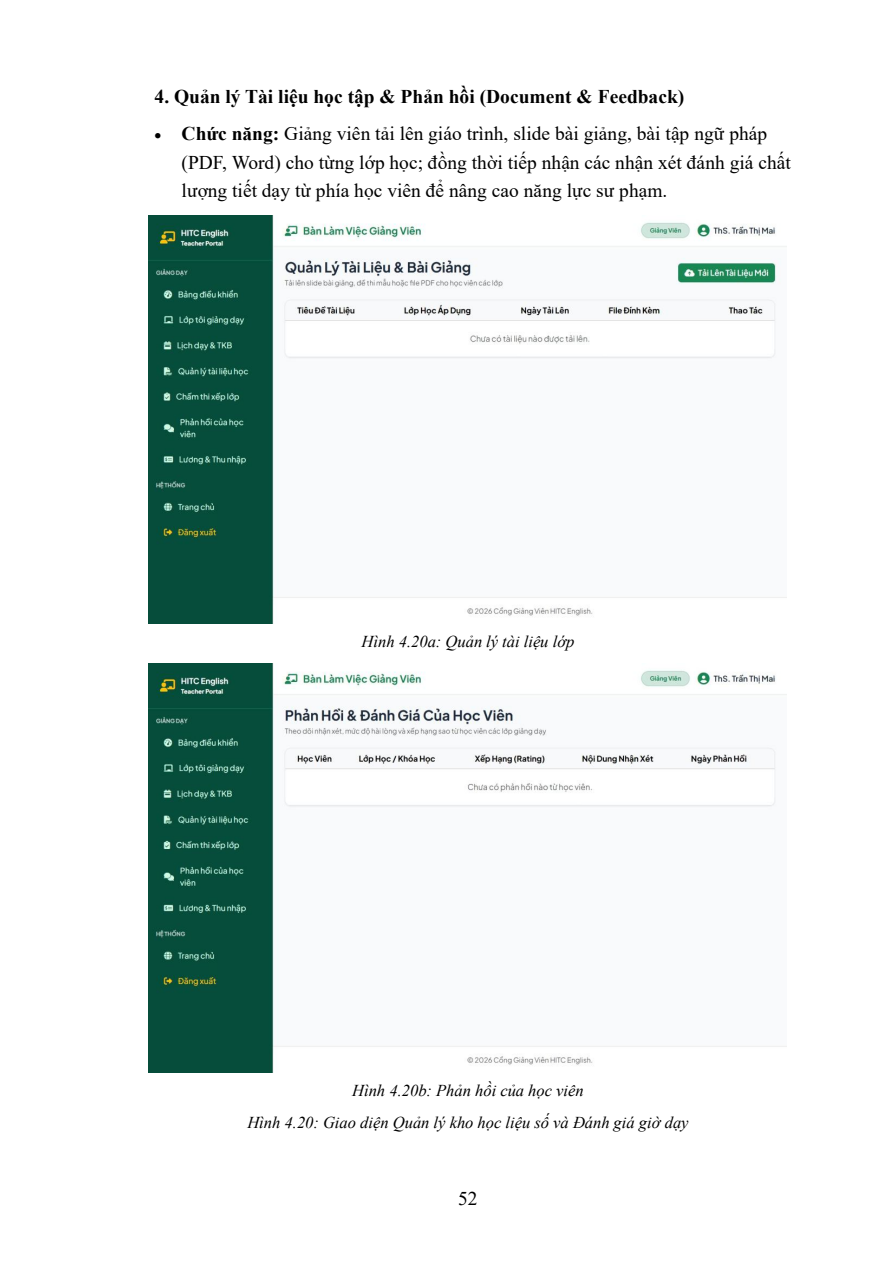 4. Quản lý Tài liệu học tập & Phản hồi (Document & Feedback)
• Chức năng: Giảng viên tải lên giáo trình, slide bài giảng, bài tập ngữ pháp
(PDF, Word) cho từng lớp học; đồng thời tiếp nhận các nhận xét đánh giá chất
lượng tiết dạy từ phía học viên để nâng cao năng lực sư phạm.
HITC English
Teacher Portal
GIẢNG DẠY
Bảng điều khiển
Lớp tôi giảng dạy
Lịch dạy & TKB
Quản lý tài liệu học
Chấm thi xếp lớp
Phản hồi của học
viên
Lương & Thu nhập
HỆ THỐNG
Trang chủ
Đăng xuất
Bàn Làm Việc Giảng Viên
Giảng Viên ThS. Trần Thị Mai
Quản Lý Tài Liệu & Bài Giảng
Tải lên slide bài giảng, đề thi mẫu hoặc file PDF cho học viên các lớp
Tải Lên Tài Liệu Mới
Tiêu Đề Tài Liệu Lớp Học Áp Dụng Ngày Tải Lên File Đính Kèm Thao Tác
Chưa có tài liệu nào được tải lên.
© 2026 Cổng Giảng Viên HITC English.
Hình 4.20a: Quản lý tài liệu lớp
HITC English
Teacher Portal
GIẢNG DẠY
Bảng điều khiển
Lớp tôi giảng dạy
Lịch dạy & TKB
Quản lý tài liệu học
Chấm thi xếp lớp
Phản hồi của học
viên
Lương & Thu nhập
HỆ THỐNG
Trang chủ
Đăng xuất
Bàn Làm Việc Giảng Viên
Giảng Viên ThS. Trần Thị Mai
Phản Hồi & Đánh Giá Của Học Viên
Theo dõi nhận xét, mức độ hài lòng và xếp hạng sao từ học viên các lớp giảng dạy
Học Viên Lớp Học / Khóa Học Xếp Hạng (Rating) Nội Dung Nhận Xét Ngày Phản Hồi
Chưa có phản hồi nào từ học viên.
© 2026 Cổng Giảng Viên HITC English.
Hình 4.20b: Phản hồi của học viên
Hình 4.20: Giao diện Quản lý kho học liệu số và Đánh giá giờ dạy
52